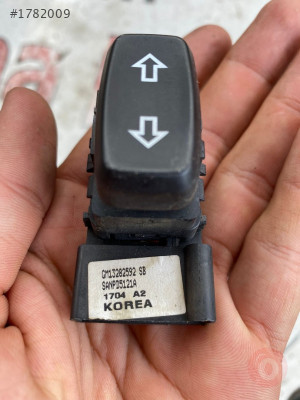 #1782009
GM13282592 SB
SANPD5121A
1704 A2
KOREA